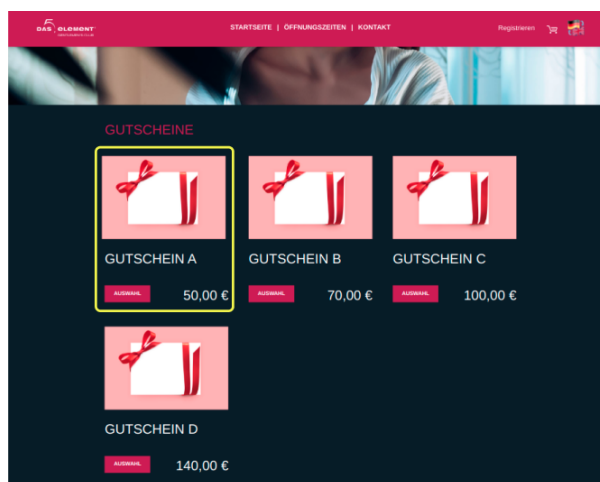 5
DAS element
STARTSEITE | ÖFFNUNGSZEITEN | KONTAKT
Registrieren
GUTSCHEINE
GUTSCHEIN A
GUTSCHEIN B
GUTSCHEIN C
AUSWAHL 50,00 €
AUSWAHL 70,00 €
AUSWAHL 100,00 €
GUTSCHEIN D
AUSWAHL 140,00 €